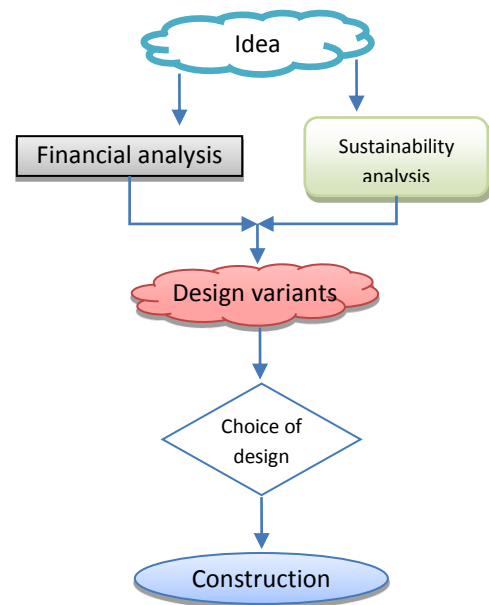 Idea
Financial analysis
Sustainability
analysis
Design variants
Choice of
design
Construction